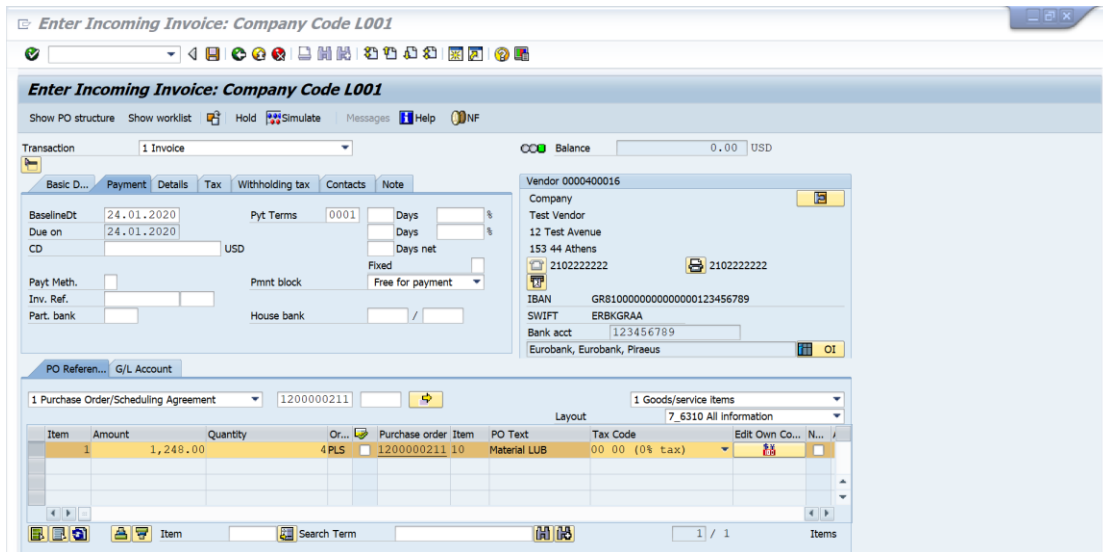 Enter Incoming Invoice: Company Code L001
Enter Incoming Invoice: Company Code L001
Show PO structure Show worklist Hold Simulate Messages Help NF
Transaction 1 Invoice Balance 0.00 USD
Basic D... Payment Details Tax Withholding tax Contacts Note Vendor 0000400016
Company
BaselineDt 24.01.2020 Pyt Terms 0001 Days % Test Vendor
Due on 24.01.2020 Days % 12 Test Avenue
CD USD Days net 153 44 Athens
Fixed 2102222222 2102222222
Payt Meth. Pmnt block Free for payment
Inv. Ref. IBAN GR8100000000000000123456789
Part. bank House bank / SWIFT ERBKGRAA
Bank acct 123456789
Eurobank, Eurobank, Piraeus OI
PO Referen... G/L Account
1 Purchase Order/Scheduling Agreement 1200000211 1 Goods/service items
Layout 7_6310 All information
Item Amount Quantity Or... Purchase order Item PO Text Tax Code Edit Own Co... N...
1 1,248.00 4 PLS 1200000211 10 Material LUB 00 00 (0% tax)
Item Search Term 1 / 1 Items